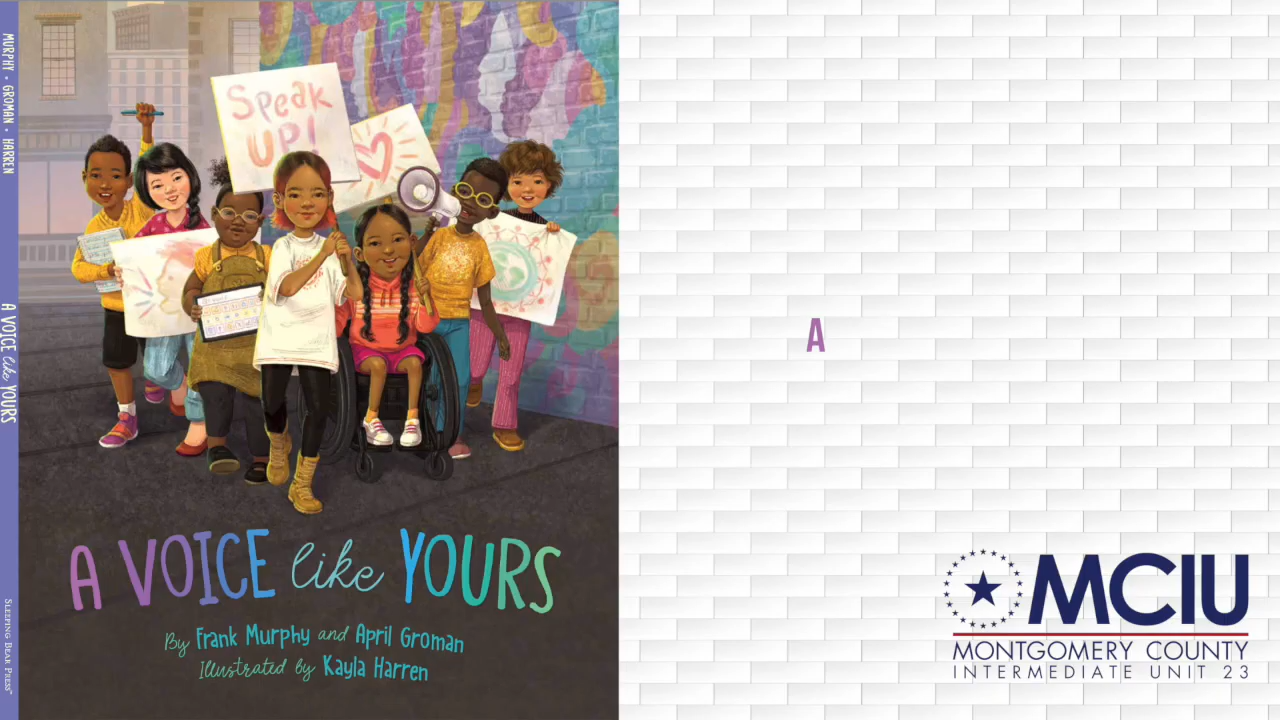 MURPHY · GROMAN · HARREN
A VOICE like YOURS
SLEEPING BEAR PRESS™
Speak
UP!
A VOICE like YOURS
By Frank Murphy and April Groman
Illustrated by Kayla Harren
A
MCIU
MONTGOMERY COUNTY
INTERMEDIATE UNIT 23